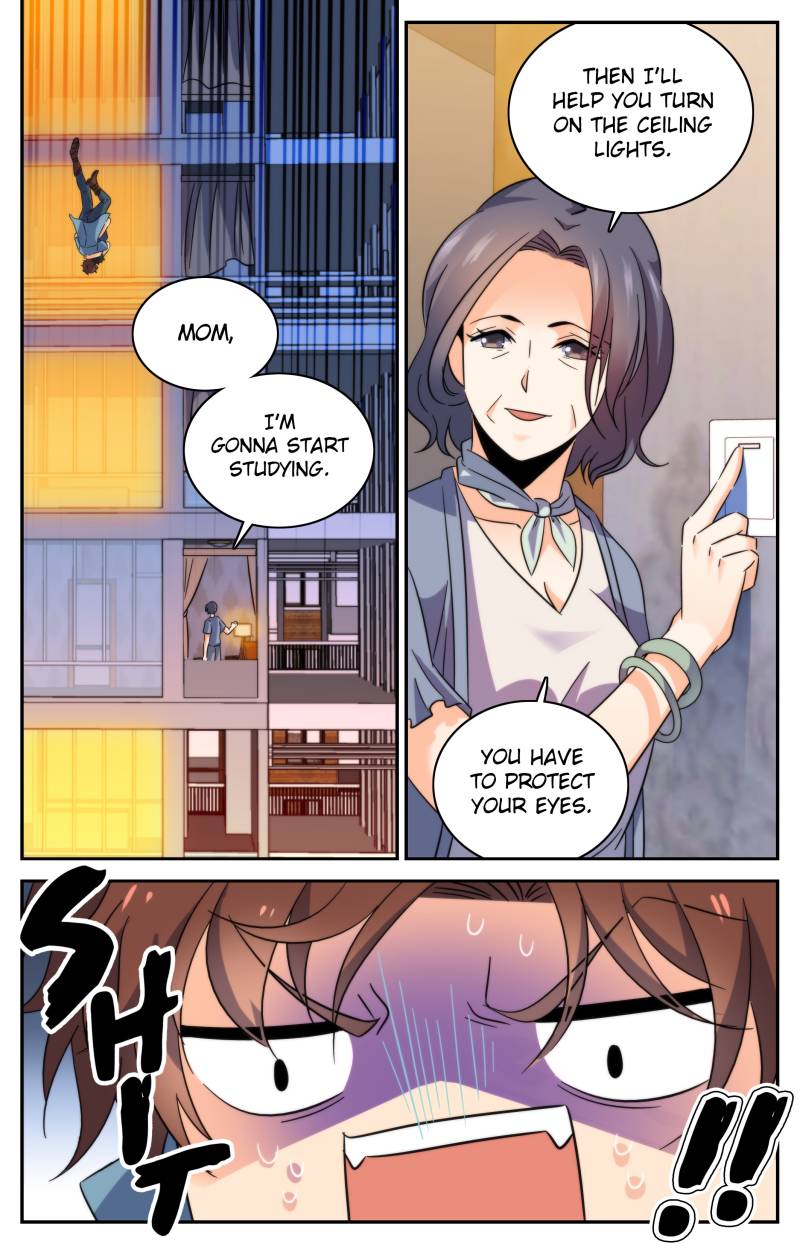 MOM,
I'M
GONNA START
STUDYING.
THEN I'LL
HELP YOU TURN
ON THE CEILING
LIGHTS.
YOU HAVE
TO PROTECT
YOUR EYES.
SHIT
!!